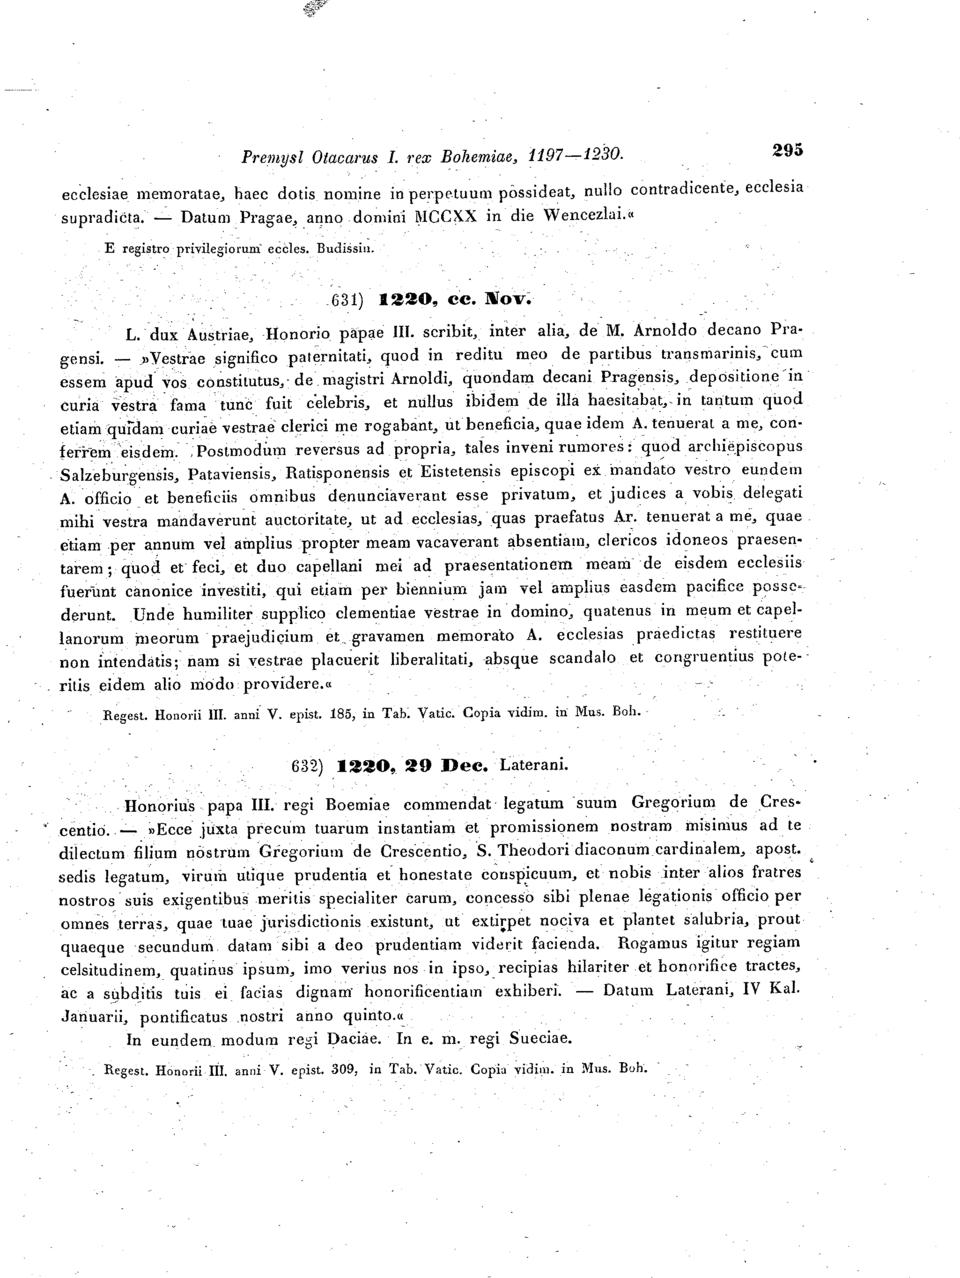 Premysl Otacarus I. rex Bohemiae, 1197—1230. 295
ecclesiae memoratae, haec dotis nomine in perpetuum possideat, nullo contradicente, ecclesia
supradicta. — Datum Pragae, anno domini MCCXX in die Wencezlai.«
E registro privilegiorum eccles. Budissin.
631) 1220, cc. Nov.
L. dux Austriae, Honorio papae III. scribit, inter alia, de M. Arnoldo decano Pra-
gensi. — »Vestrae significo paternitati, quod in reditu meo de partibus transmarinis, cum
essem apud vos constitutus, de magistri Arnoldi, quondam decani Pragensis, depositione in
curia vestra fama tunc fuit celebris, et nullus ibidem de illa haesitabat, in tantum quod
etiam quidam curiae vestrae clerici me rogabant, ut beneficia, quae idem A. tenuerat a me, con-
ferrem eisdem. Postmodum reversus ad propria, tales inveni rumores: quod archiepiscopus
Salzeburgensis, Pataviensis, Ratisponensis et Eistetensis episcopi ex mandato vestro eundem
A. officio et beneficiis omnibus denunciaverant esse privatum, et judices a vobis delegati
mihi vestra mandaverunt auctoritate, ut ad ecclesias, quas praefatus Ar. tenuerat a me, quae
etiam per annum vel amplius propter meam vacaverant absentiam, clericos idoneos praesen-
tarem; quod et feci, et duo capellani mei ad praesentationem meam de eisdem ecclesiis
fuerunt canonice investiti, qui etiam per biennium jam vel amplius easdem pacifice posse-
derunt. Unde humiliter supplico clementiae vestrae in domino, quatenus in meum et capel-
lanorum meorum praejudicium et gravamen memorato A. ecclesias praedictas restituere
non intendatis; nam si vestrae placuerit liberalitati, absque scandalo et congruentius pote-
ritis eidem alio modo providere.«
Regest. Honorii III. anni V. epist. 185, in Tab. Vatic. Copia vidim. in Mus. Boh.
632) 1220, 29 Dec. Laterani.
Honorius papa III. regi Boemiae commendat legatum suum Gregorium de Cres-
centio. — »Ecce juxta precum tuarum instantiam et promissionem nostram misimus ad te
dilectum filium nostrum Gregorium de Crescentio, S. Theodori diaconum cardinalem, apost.
sedis legatum, virum utique prudentia et honestate conspicuum, et nobis inter alios fratres
nostros suis exigentibus meritis specialiter carum, concesso sibi plenae legationis officio per
omnes terras, quae tuae jurisdictionis existunt, ut extirpet nociva et plantet salubria, prout
quaeque secundum datam sibi a deo prudentiam viderit facienda. Rogamus igitur regiam
celsitudinem, quatinus ipsum, imo verius nos in ipso, recipias hilariter et honorifice tractes,
ac a subditis tuis ei facias dignam honorificentiam exhiberi. — Datum Laterani, IV Kal.
Januarii, pontificatus nostri anno quinto.«
In eundem modum regi Daciae. In e. m. regi Sueciae.
Regest. Honorii III. anni V. epist. 309, in Tab. Vatic. Copia vidim. in Mus. Boh.